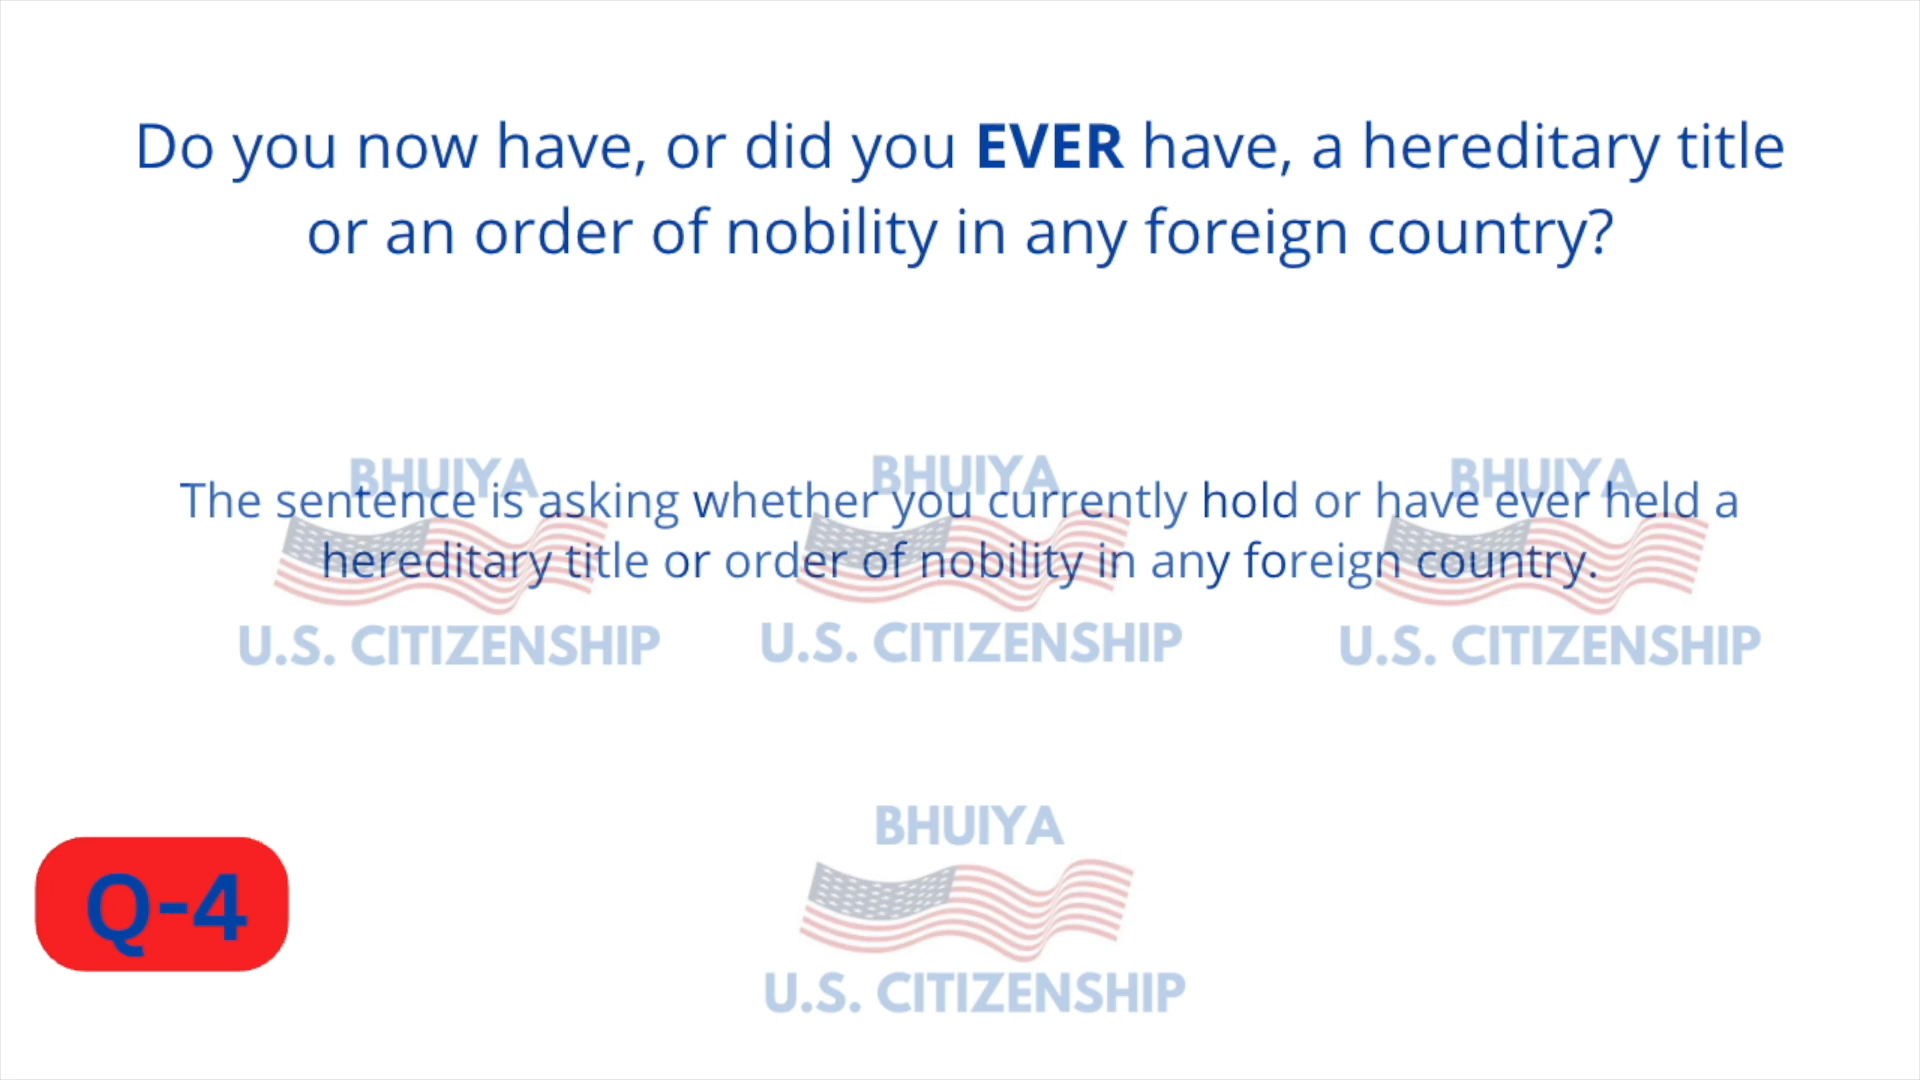 Do you now have, or did you EVER have, a hereditary title
or an order of nobility in any foreign country?
BHUIYA
BHUIYA
BHUIYA
The sentence is asking whether you currently hold or have ever held a
hereditary title or order of nobility in any foreign country.
U.S. CITIZENSHIP
U.S. CITIZENSHIP
U.S. CITIZENSHIP
BHUIYA
Q-4
U.S. CITIZENSHIP